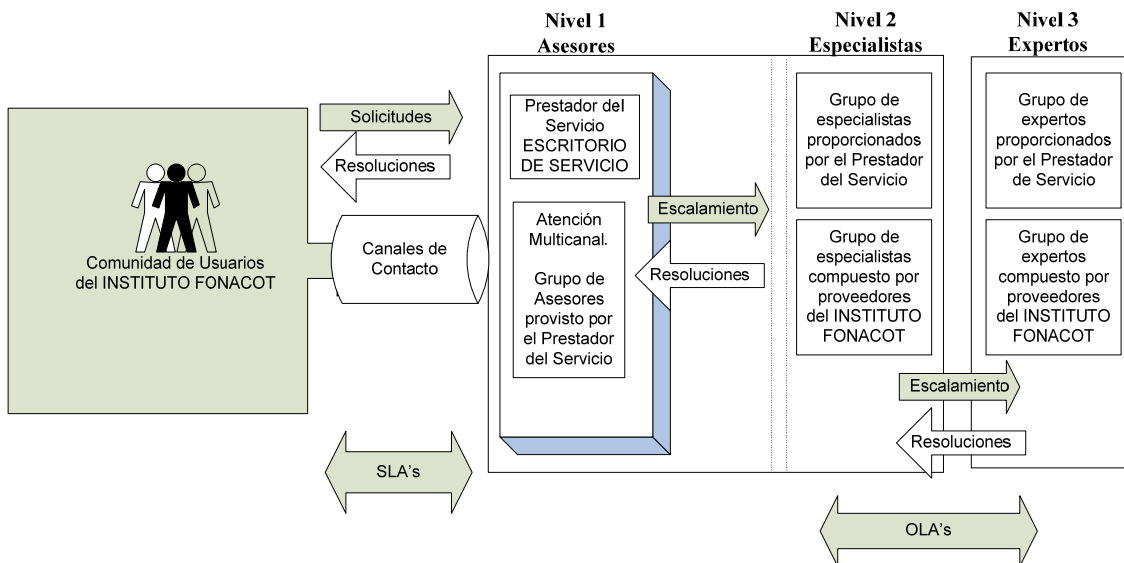 Nivel 1
Asesores
Nivel 2
Especialistas
Nivel 3
Expertos
Solicitudes
Resoluciones
Comunidad de Usuarios
del INSTITUTO FONACOT
Canales de
Contacto
Prestador del
Servicio
ESCRITORIO
DE SERVICIO
Atención
Multicanal.
Grupo de
Asesores
provisto por
el Prestador
del Servicio
Escalamiento
Resoluciones
Grupo de
especialistas
proporcionados
por el Prestador
del Servicio
Grupo de
especialistas
compuesto por
proveedores
del INSTITUTO
FONACOT
Grupo de
expertos
proporcionados
por el Prestador
de Servicio
Grupo de
expertos
compuesto por
proveedores
del INSTITUTO
FONACOT
Escalamiento
Resoluciones
SLA's
OLA's